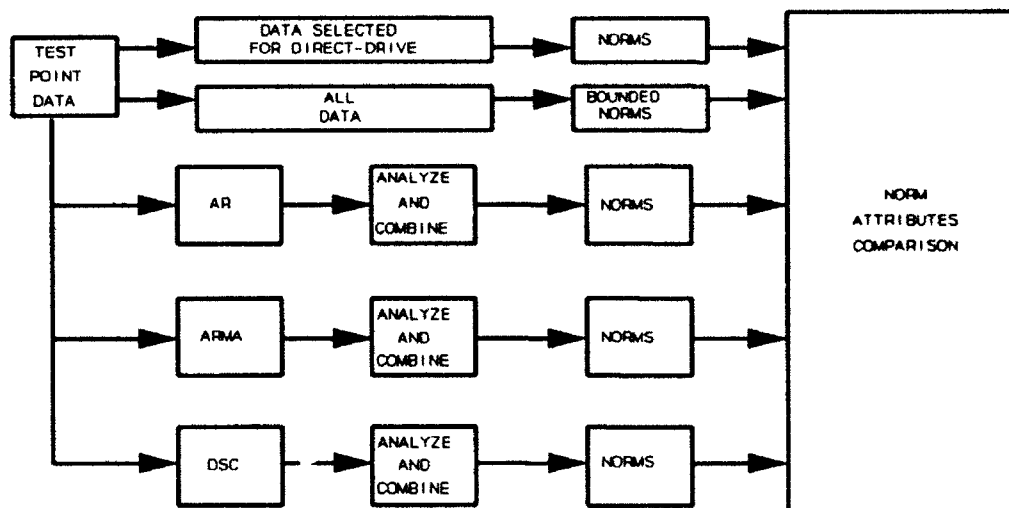 TEST
POINT
DATA
DATA SELECTED
FOR DIRECT-DRIVE
NORMS
ALL
DATA
BOUNDED
NORMS
AR
ANALYZE
AND
COMBINE
NORMS
ARMA
ANALYZE
AND
COMBINE
NORMS
DSC
ANALYZE
AND
COMBINE
NORMS
NORM
ATTRIBUTES
COMPARISON